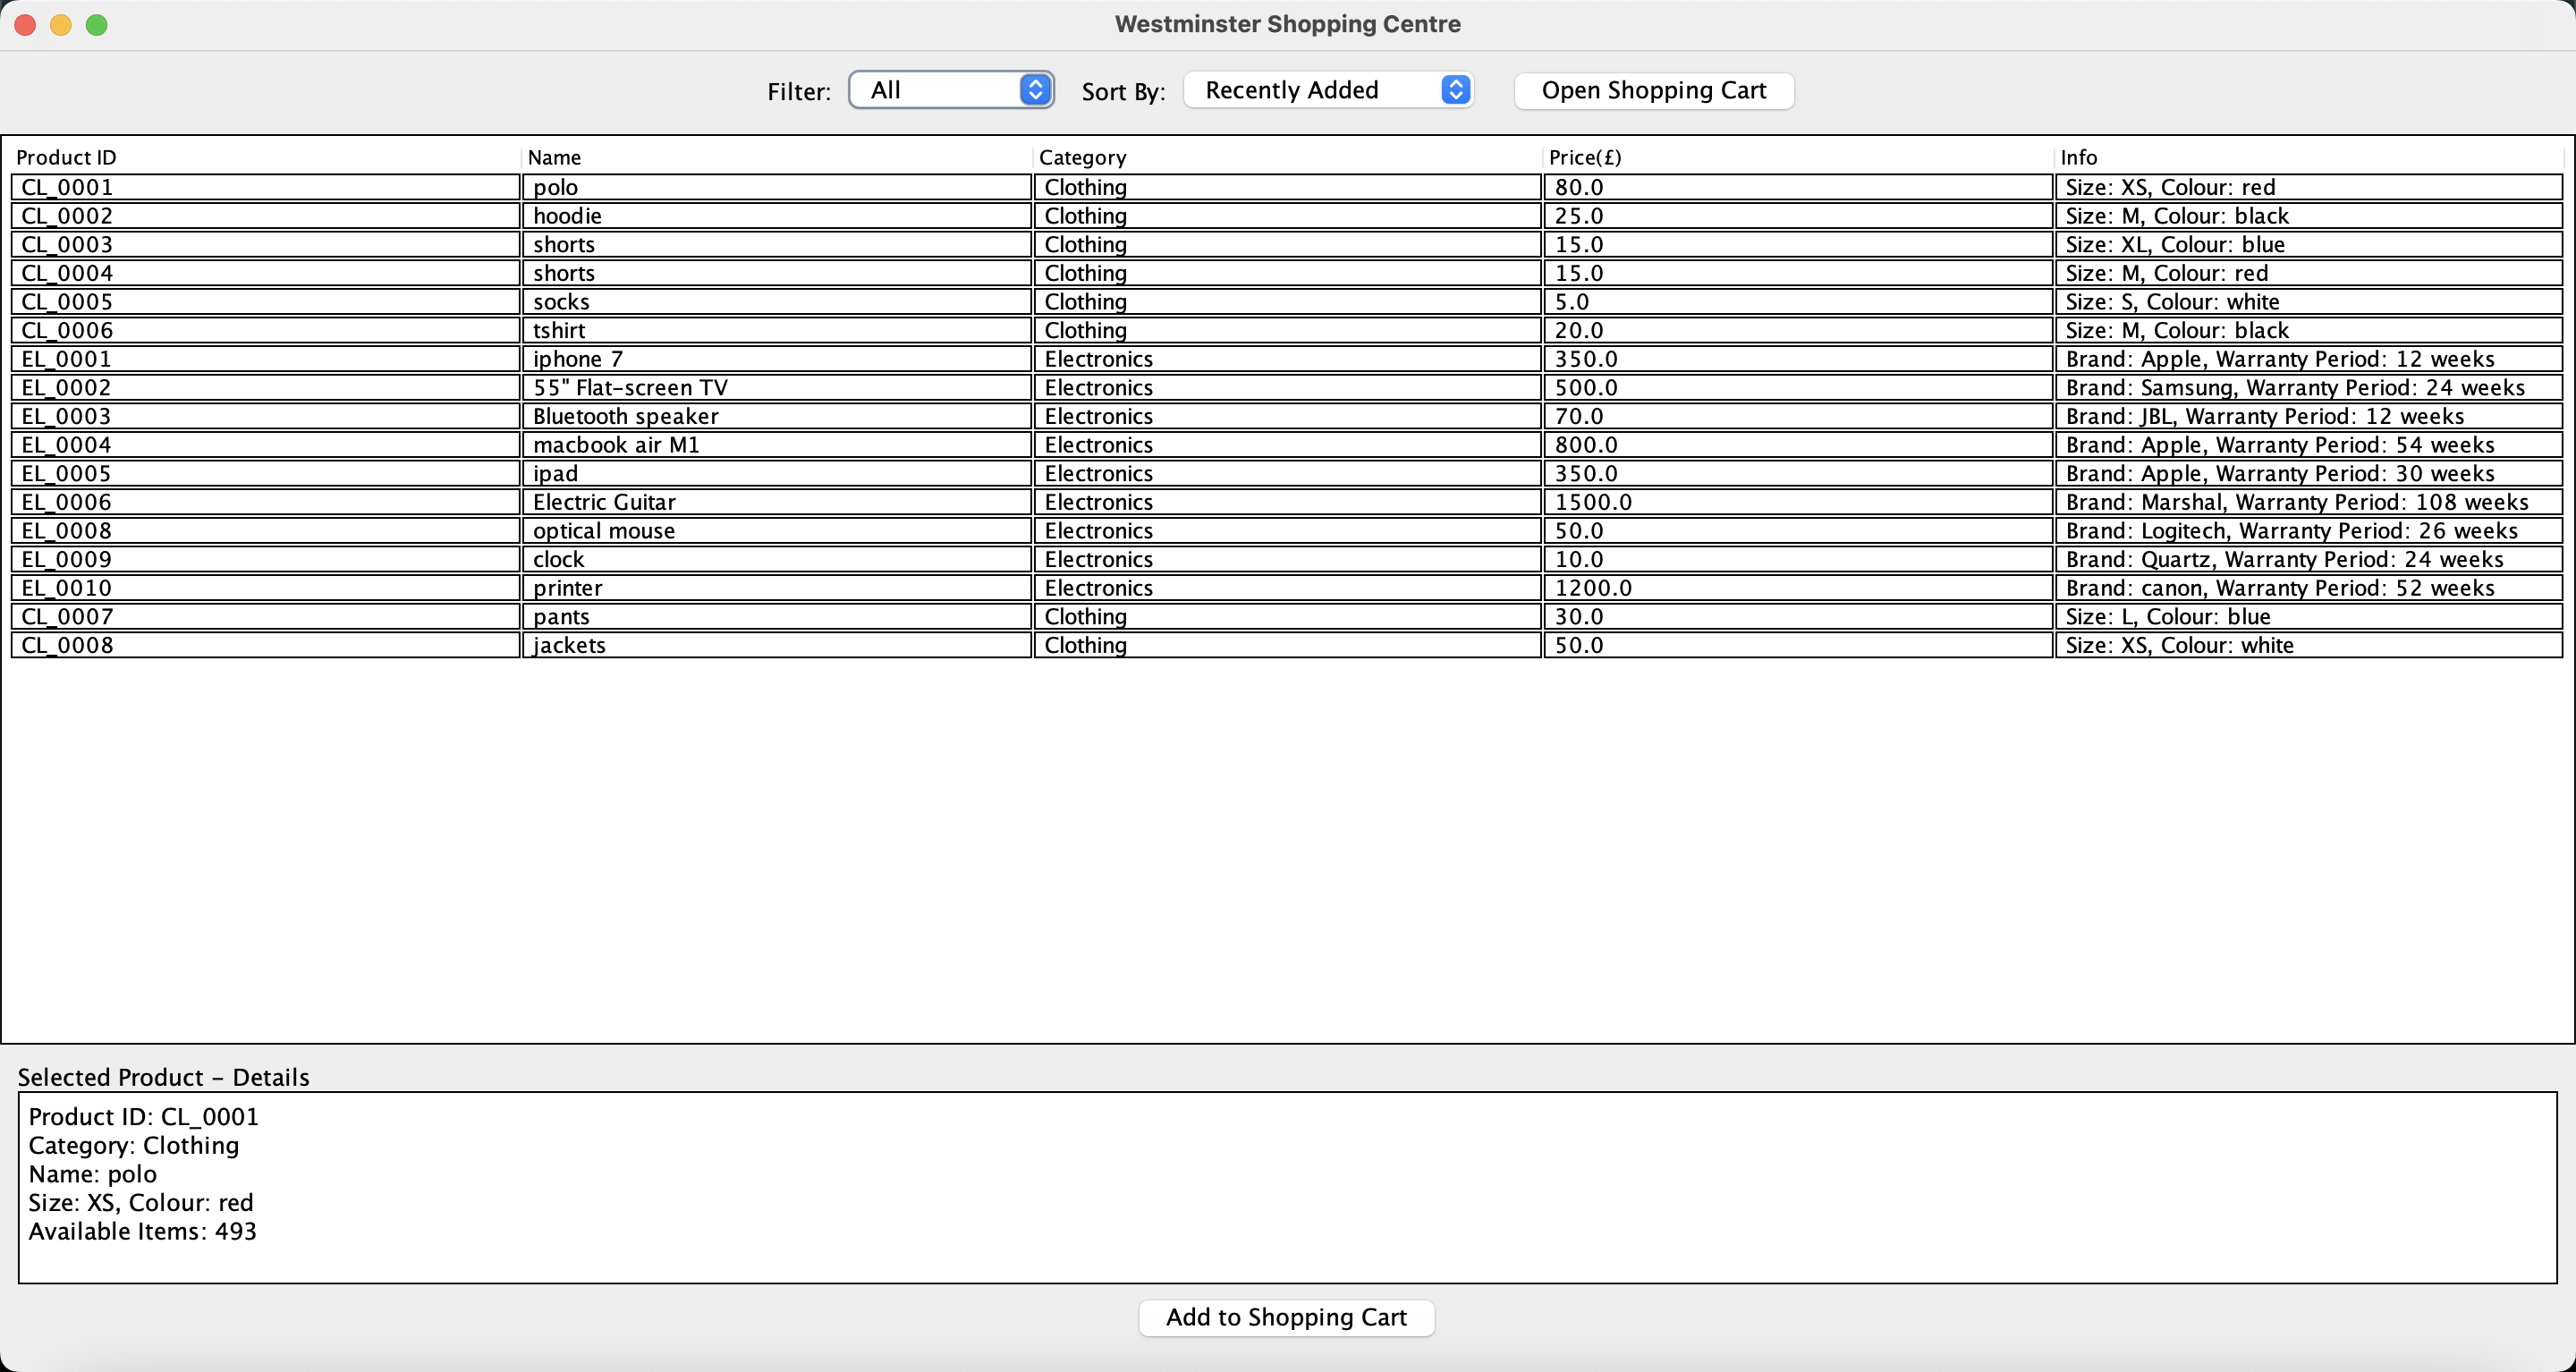 Westminster Shopping Centre
Filter: All Sort By: Recently Added Open Shopping Cart
Product ID Name Category Price(£) Info
CL_0001 polo Clothing 80.0 Size: XS, Colour: red
CL_0002 hoodie Clothing 25.0 Size: M, Colour: black
CL_0003 shorts Clothing 15.0 Size: XL, Colour: blue
CL_0004 shorts Clothing 15.0 Size: M, Colour: red
CL_0005 socks Clothing 5.0 Size: S, Colour: white
CL_0006 tshirt Clothing 20.0 Size: M, Colour: black
EL_0001 iphone 7 Electronics 350.0 Brand: Apple, Warranty Period: 12 weeks
EL_0002 55" Flat-screen TV Electronics 500.0 Brand: Samsung, Warranty Period: 24 weeks
EL_0003 Bluetooth speaker Electronics 70.0 Brand: JBL, Warranty Period: 12 weeks
EL_0004 macbook air M1 Electronics 800.0 Brand: Apple, Warranty Period: 54 weeks
EL_0005 ipad Electronics 350.0 Brand: Apple, Warranty Period: 30 weeks
EL_0006 Electric Guitar Electronics 1500.0 Brand: Marshal, Warranty Period: 108 weeks
EL_0008 optical mouse Electronics 50.0 Brand: Logitech, Warranty Period: 26 weeks
EL_0009 clock Electronics 10.0 Brand: Quartz, Warranty Period: 24 weeks
EL_0010 printer Electronics 1200.0 Brand: canon, Warranty Period: 52 weeks
CL_0007 pants Clothing 30.0 Size: L, Colour: blue
CL_0008 jackets Clothing 50.0 Size: XS, Colour: white
Selected Product - Details
Product ID: CL_0001
Category: Clothing
Name: polo
Size: XS, Colour: red
Available Items: 493
Add to Shopping Cart